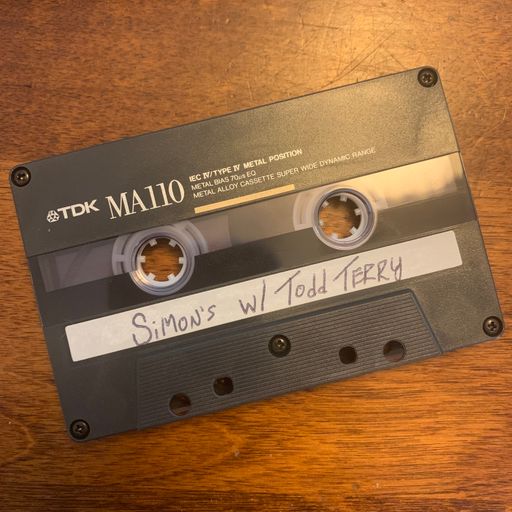 TDK MA110
IEC IV/TYPE IV METAL POSITION
METAL BIAS 70μs EQ
METAL ALLOY CASSETTE SUPER WIDE DYNAMIC RANGE
SiMON'S W/ Todd TERRY